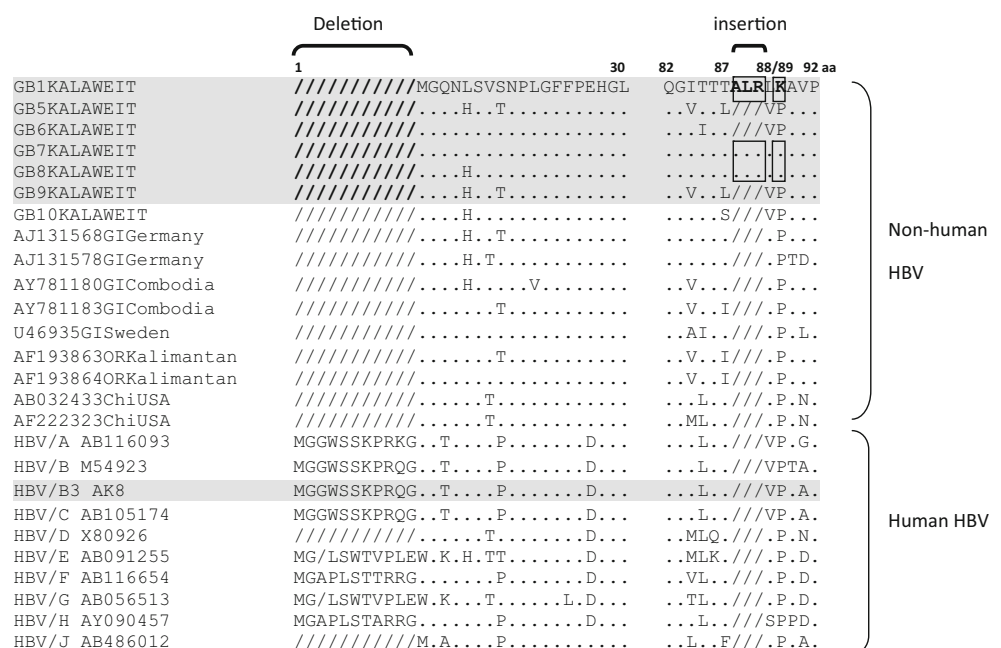 Deletion insertion
1 30 82 87 88/89 92 aa
GB1KALAWEIT //////////MGQNLSVSNPLGFFPEHGL QGITTTALRLKAVP
GB5KALAWEIT //////////....H..T.......... ..V..L///VP...
GB6KALAWEIT //////////.................. ...I..///VP...
GB7KALAWEIT //////////.................. ..............
GB8KALAWEIT //////////....H............. ..............
GB9KALAWEIT //////////....H..T.......... ..V..L///VP...
GB10KALAWEIT //////////....H............. .....S///VP...
AJ131568GIGermany //////////....H..T.......... ......///.P...
AJ131578GIGermany //////////....H.T........... ......///.PTD.
AY781180GICombodia //////////....H.....V....... ..V...///.P...
AY781183GICombodia //////////.......T.......... ..V..I///.P...
U46935GISweden //////////.................. ..AI..///.P.L.
AF193863ORKalimantan //////////.......T.......... ..V..I///.P...
AF193864ORKalimantan //////////.................. ..V..I///.P...
AB032433ChiUSA //////////......T........... ...L..///.P.N.
AF222323ChiUSA //////////......T........... ..ML..///.P.N.
HBV/A AB116093 MGGWSSKPRKG..T....P.......D... ...L..///VP.G.
HBV/B M54923 MGGWSSKPRQG..T....P.......D... ...L..///VPTA.
HBV/B3 AK8 MGGWSSKPRQG..T....P.......D... ...L..///VP.A.
HBV/C AB105174 MGGWSSKPRQG..T....P.......D... ...L..///VP.A.
HBV/D X80926 //////////......T........... ..MLQ.///.P.N.
HBV/E AB091255 MG/LSWTVPLEW.K.H.TT.......D... ..MLK.///.P.D.
HBV/F AB116654 MGAPLSTTRRG.......P.......D... ..VL..///.P.D.
HBV/G AB056513 MG/LSWTVPLEW.K...T......L.D... ..TL..///.P.D.
HBV/H AY090457 MGAPLSTARRG.......P.......D... ...L..///SPPD.
HBV/J AB486012 //////////M.A....P.......... ..L..F///.P.A.
Non-human
HBV
Human HBV